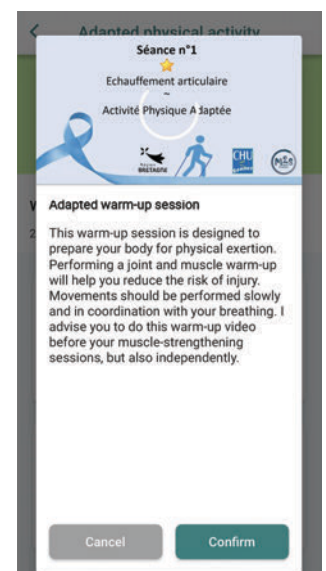 Adapted physical activity
Séance n°1
Echauffement articulaire
~
Activité Physique Adaptée
BRETAGNE
CHU
Adapted warm-up session
This warm-up session is designed to
prepare your body for physical exertion.
Performing a joint and muscle warm-up
will help you reduce the risk of injury.
Movements should be performed slowly
and in coordination with your breathing. I
advise you to do this warm-up video
before your muscle-strengthening
sessions, but also independently.
Cancel
Confirm